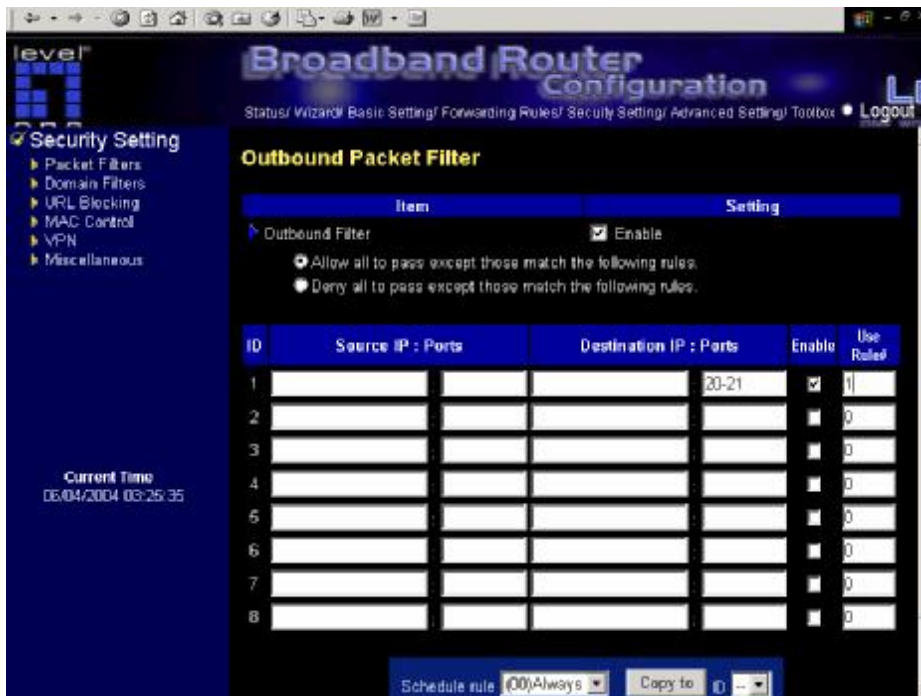 level
Broadband Router
Configuration
Status/ Wizard/ Basic Setting/ Forwarding Rules/ Security Setting/ Advanced Setting/ Toolbox Logout
Security Setting
Packet Filters
Domain Filters
URL Blocking
MAC Control
VPN
Miscellaneous
Current Time
06/04/2004 03:26:35
Outbound Packet Filter
Item Setting
Outbound Filter Enable
Allow all to pass except those match the following rules.
Deny all to pass except those match the following rules.
ID Source IP : Ports Destination IP : Ports Enable Use Rule#
1 : : 20-21 1
2 : : 0
3 : : 0
4 : : 0
5 : : 0
6 : : 0
7 : : 0
8 : : 0
Schedule rule (00)Always Copy to ID --